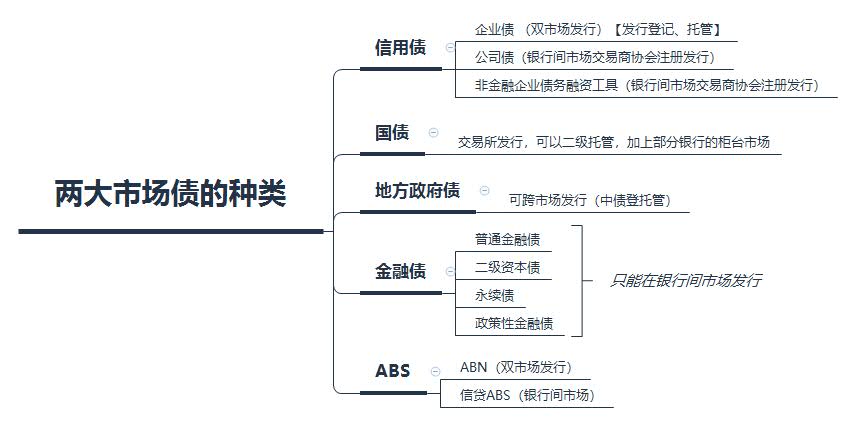 两大市场债的种类
信用债
企业债 （双市场发行）【发行登记、托管】
公司债（银行间市场交易商协会注册发行）
非金融企业债务融资工具（银行间市场交易商协会注册发行）
国债
交易所发行，可以二级托管，加上部分银行的柜台市场
地方政府债
可跨市场发行（中债登托管）
金融债
普通金融债
二级资本债
永续债
政策性金融债
只能在银行间市场发行
ABS
ABN（双市场发行）
信贷ABS（银行间市场）